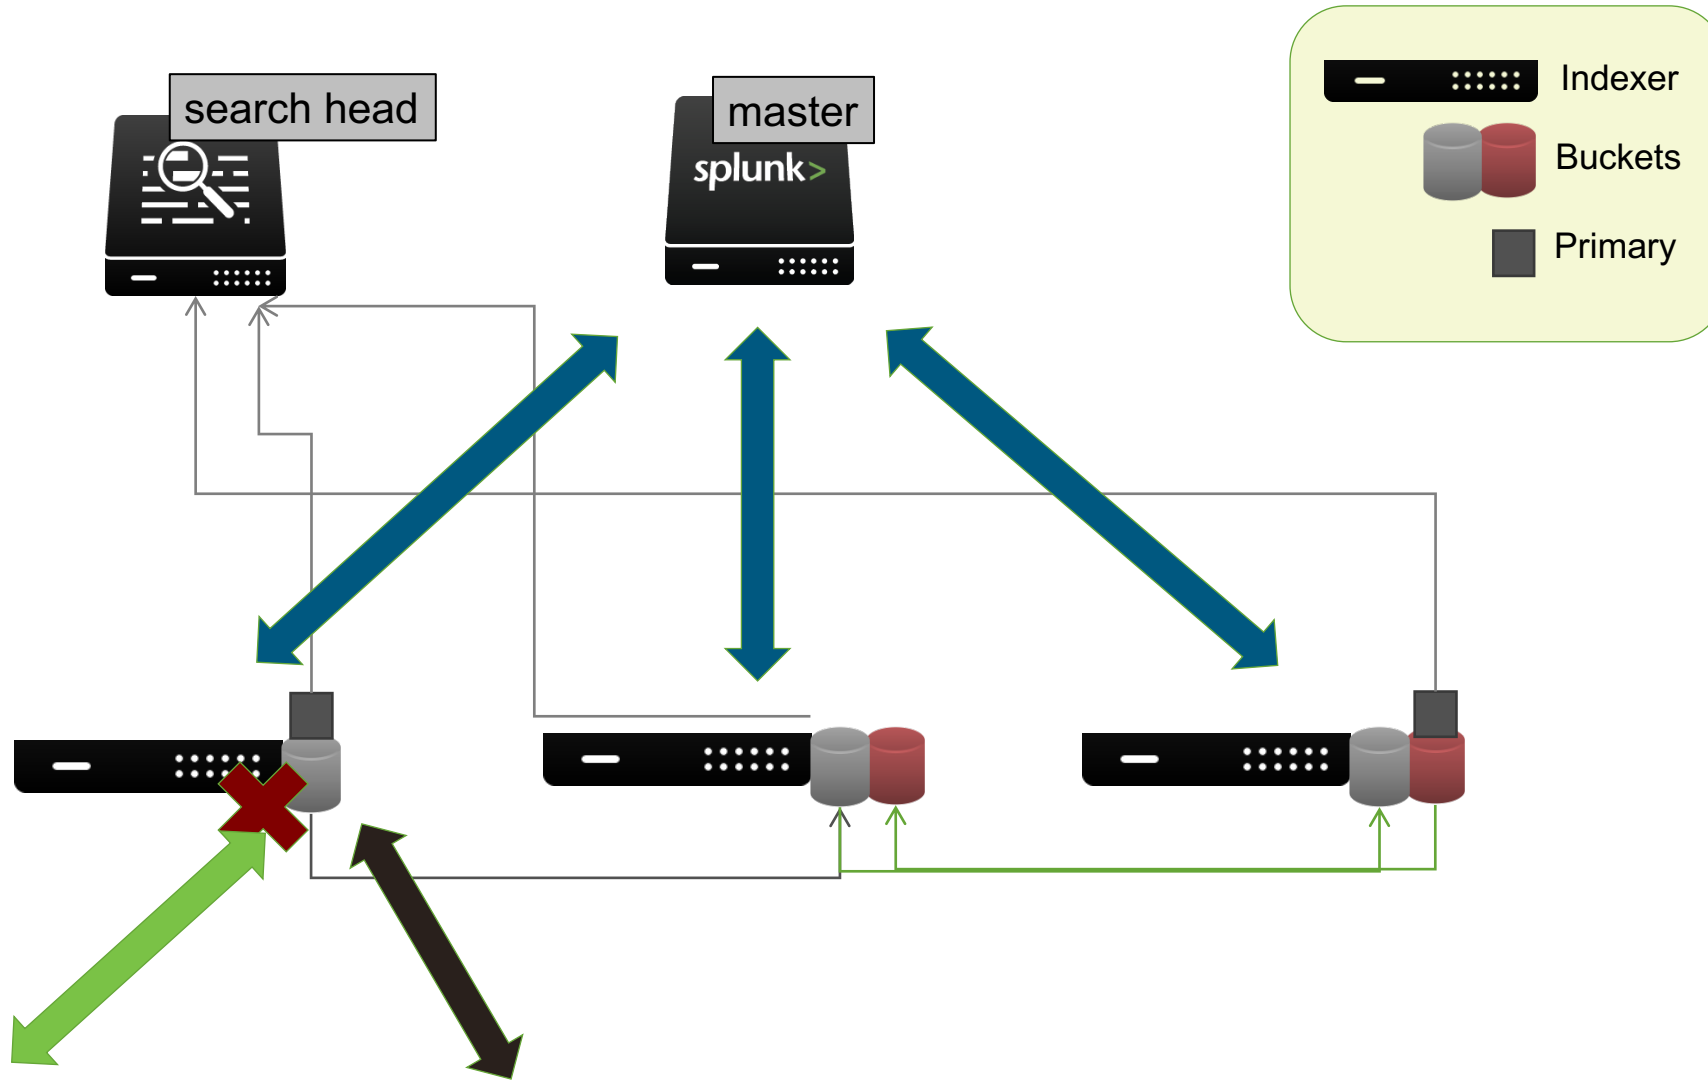 search head
master
splunk>
Indexer
Buckets
Primary